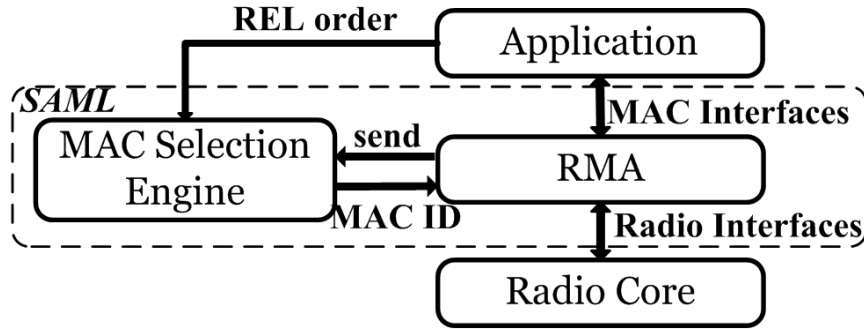 REL order
Application
SAML
MAC Interfaces
MAC Selection
Engine
send
RMA
MAC ID
Radio Interfaces
Radio Core